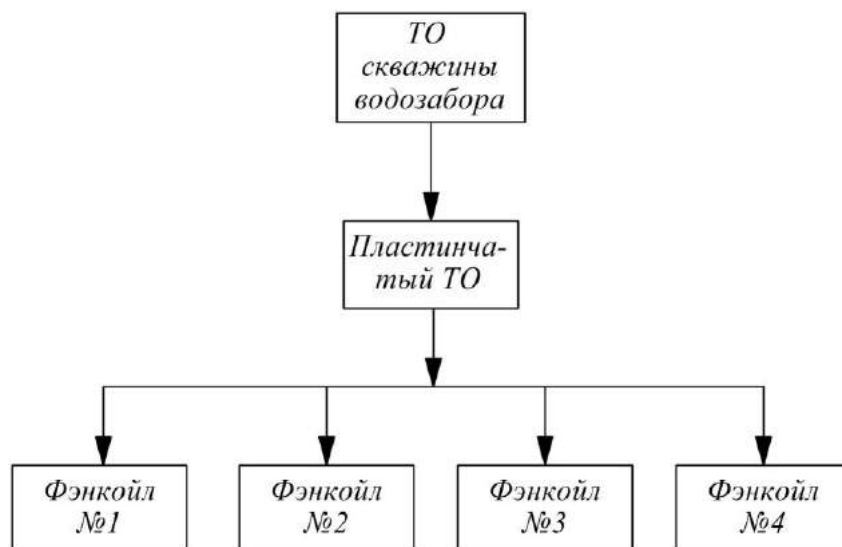 ТО
скважины
водозабора
Пластинча-
тый ТО
Фэнкойл
№1
Фэнкойл
№2
Фэнкойл
№3
Фэнкойл
№4